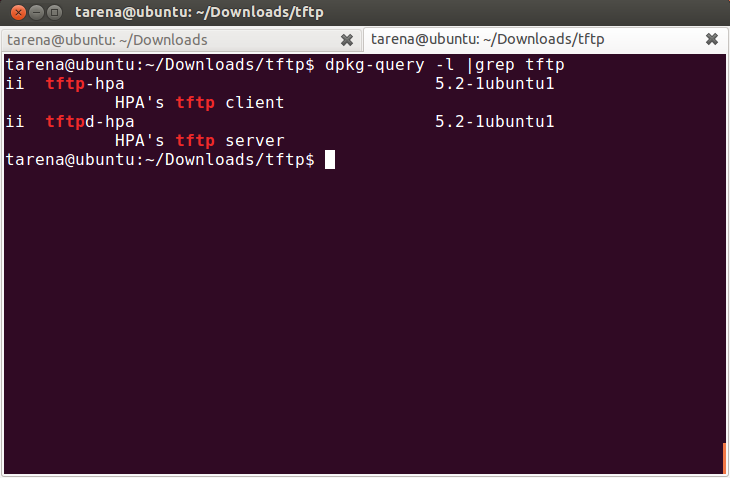 tarena@ubuntu: ~/Downloads/tftp
tarena@ubuntu: ~/Downloads
tarena@ubuntu: ~/Downloads/tftp
tarena@ubuntu:~/Downloads/tftp$ dpkg-query -l |grep tftp
ii  tftp-hpa                               5.2-1ubuntu1
           HPA's tftp client
ii  tftpd-hpa                              5.2-1ubuntu1
           HPA's tftp server
tarena@ubuntu:~/Downloads/tftp$